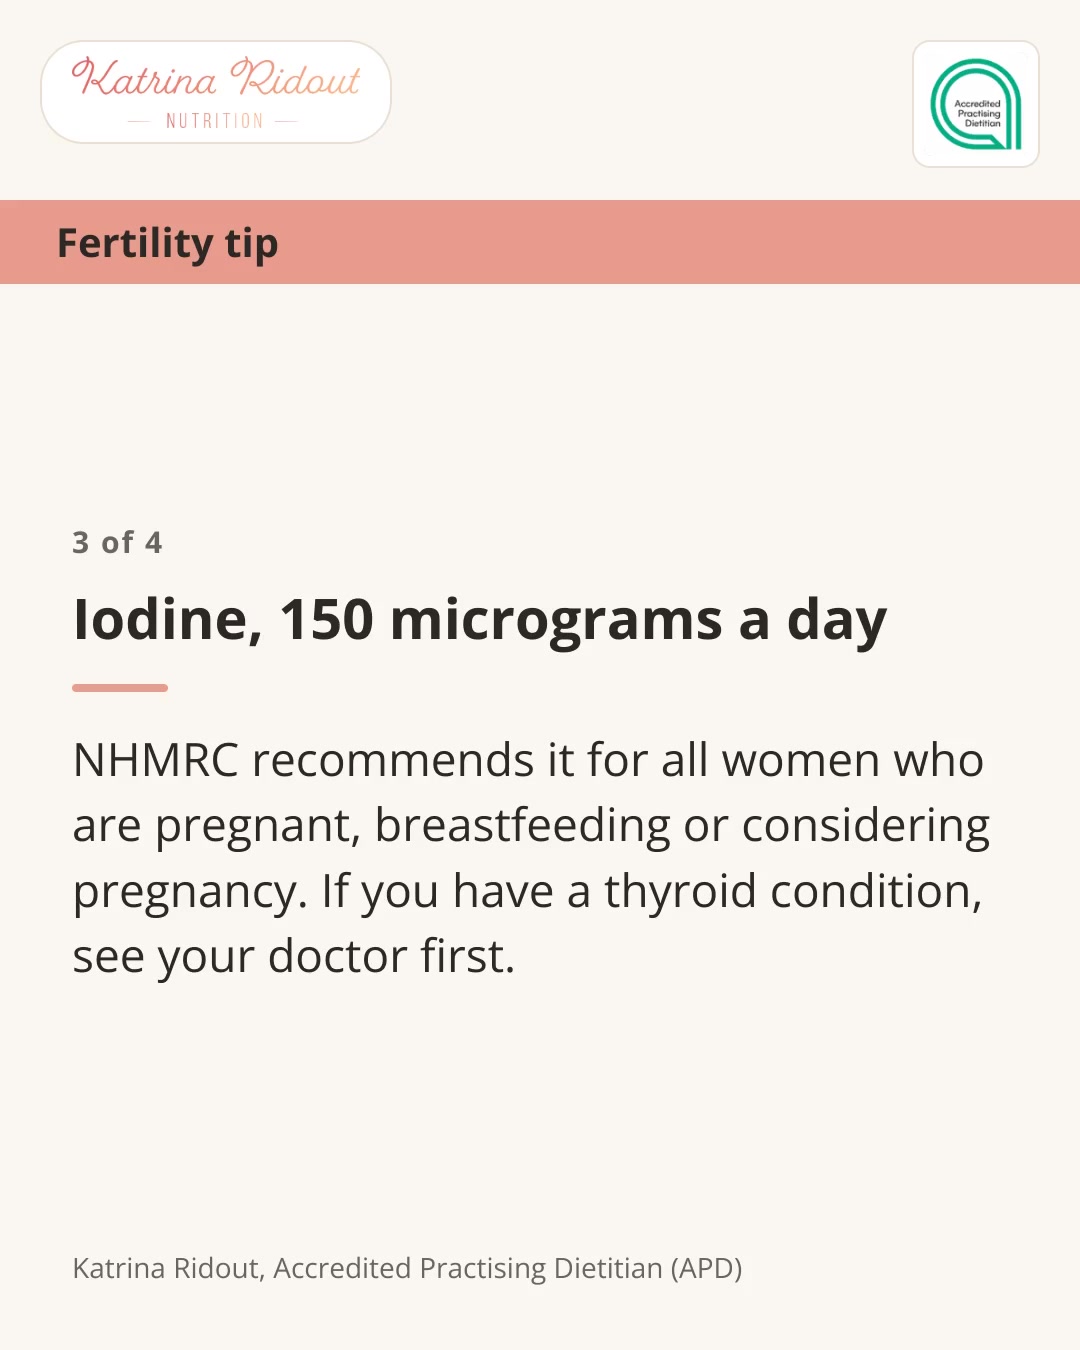 Katrina Ridout
NUTRITION
Accredited
Practising
Dietitian
Fertility tip
3 of 4
Iodine, 150 micrograms a day
NHMRC recommends it for all women who
are pregnant, breastfeeding or considering
pregnancy. If you have a thyroid condition,
see your doctor first.
Katrina Ridout, Accredited Practising Dietitian (APD)